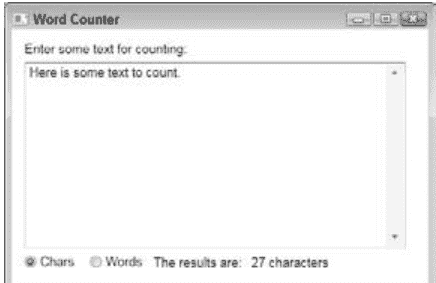 Word Counter
Enter some text for counting:
Here is some text to count.
Chars Words The results are: 27 characters